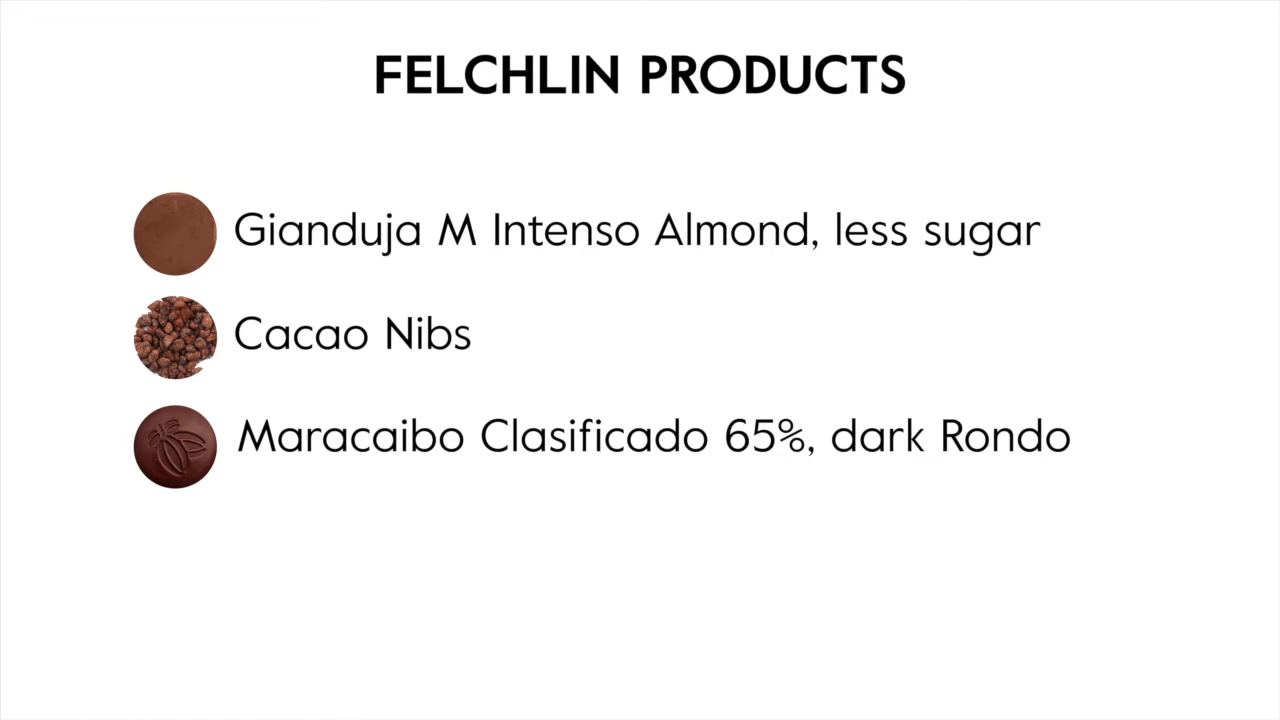 FELCHLIN PRODUCTS
Gianduja M Intenso Almond, less sugar
Cacao Nibs
Maracaibo Clasificado 65%, dark Rondo